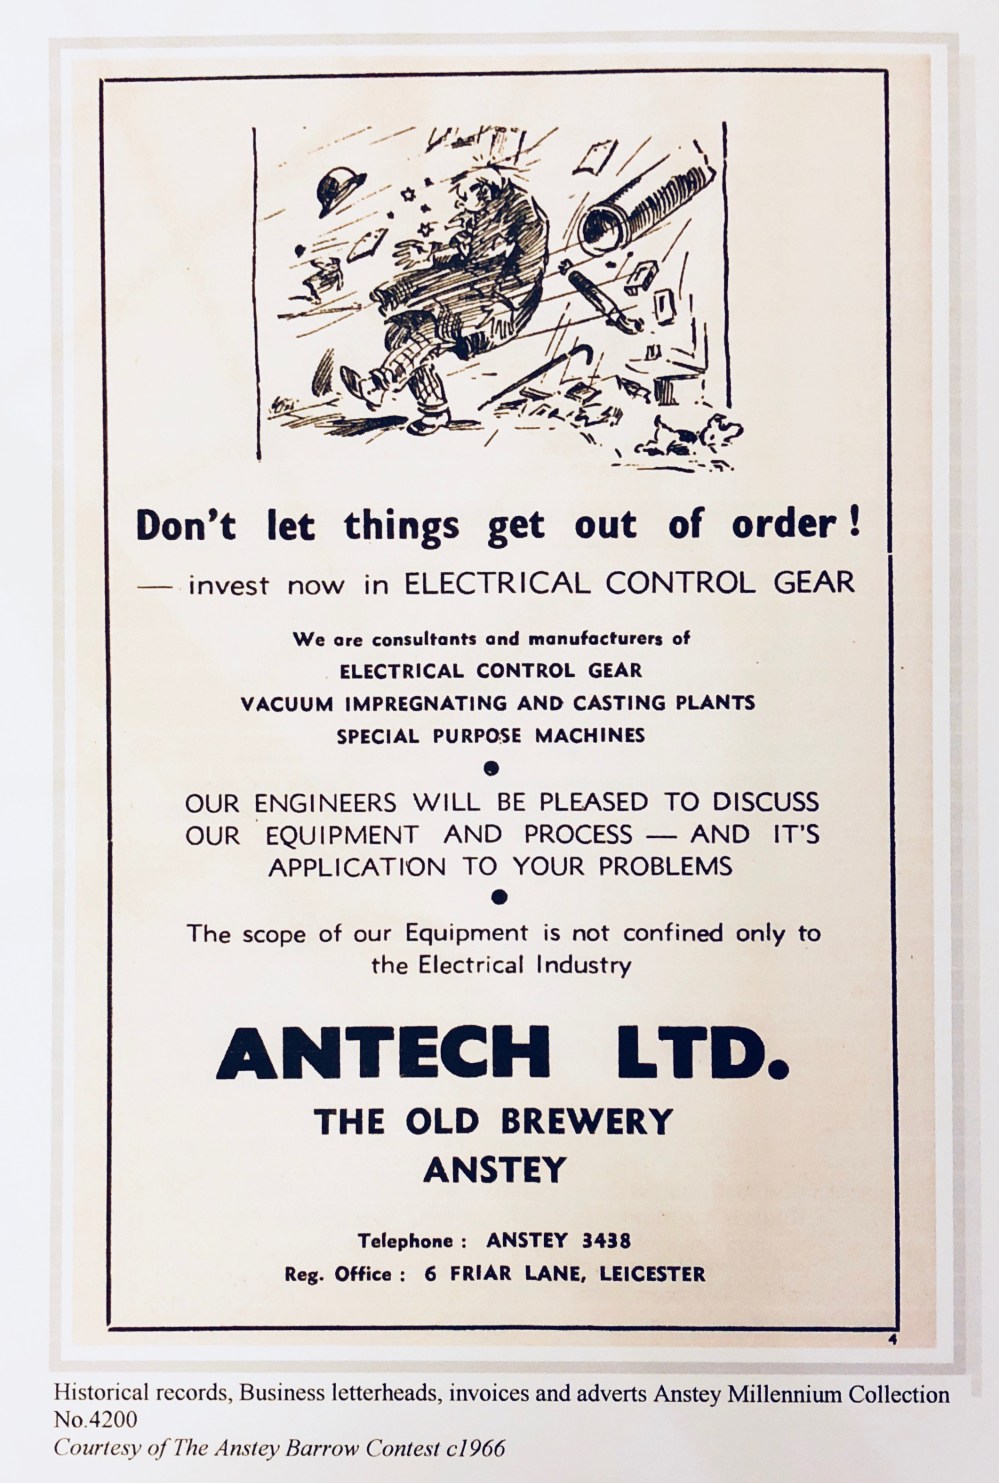 Don't let things get out of order!
— invest now in ELECTRICAL CONTROL GEAR
We are consultants and manufacturers of
ELECTRICAL CONTROL GEAR
VACUUM IMPREGNATING AND CASTING PLANTS
SPECIAL PURPOSE MACHINES
●
OUR ENGINEERS WILL BE PLEASED TO DISCUSS
OUR EQUIPMENT AND PROCESS — AND IT'S
APPLICATION TO YOUR PROBLEMS
●
The scope of our Equipment is not confined only to
the Electrical Industry
ANTECH LTD.
THE OLD BREWERY
ANSTEY
Telephone : ANSTEY 3438
Reg. Office : 6 FRIAR LANE, LEICESTER
4
Historical records, Business letterheads, invoices and adverts Anstey Millennium Collection
No.4200
Courtesy of The Anstey Barrow Contest c1966